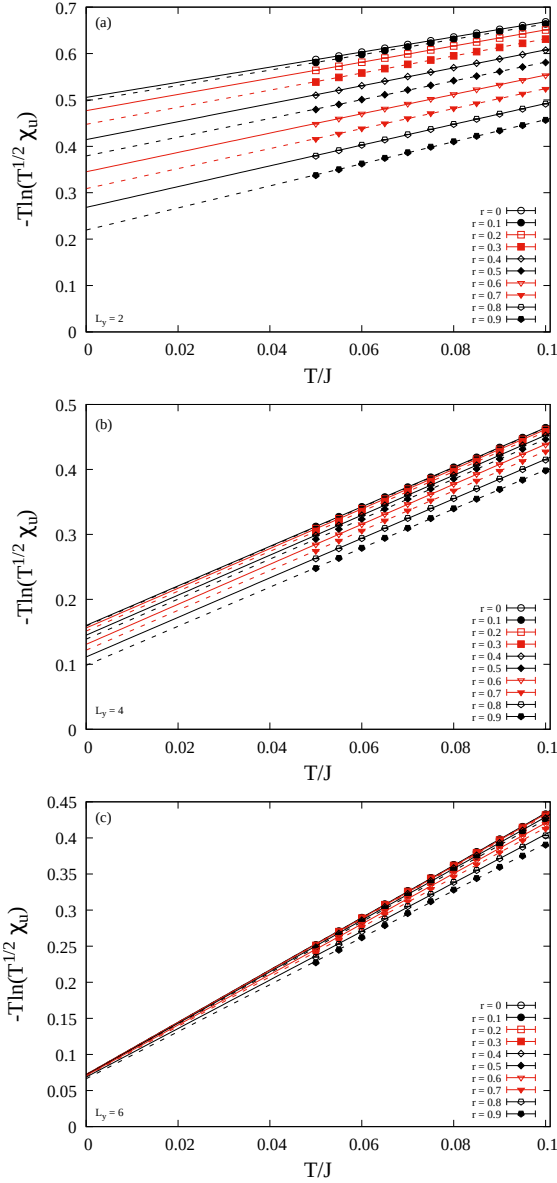 (a)
0.7
0.6
0.5
0.4
0.3
0.2
0.1
0
-Tln(T^{1/2} χ_u)
r = 0
r = 0.1
r = 0.2
r = 0.3
r = 0.4
r = 0.5
r = 0.6
r = 0.7
r = 0.8
r = 0.9
L_y = 2
0 0.02 0.04 0.06 0.08 0.1
T/J
(b)
0.5
0.4
0.3
0.2
0.1
0
-Tln(T^{1/2} χ_u)
r = 0
r = 0.1
r = 0.2
r = 0.3
r = 0.4
r = 0.5
r = 0.6
r = 0.7
r = 0.8
r = 0.9
L_y = 4
0 0.02 0.04 0.06 0.08 0.1
T/J
(c)
0.45
0.4
0.35
0.3
0.25
0.2
0.15
0.1
0.05
0
-Tln(T^{1/2} χ_u)
r = 0
r = 0.1
r = 0.2
r = 0.3
r = 0.4
r = 0.5
r = 0.6
r = 0.7
r = 0.8
r = 0.9
L_y = 6
0 0.02 0.04 0.06 0.08 0.1
T/J